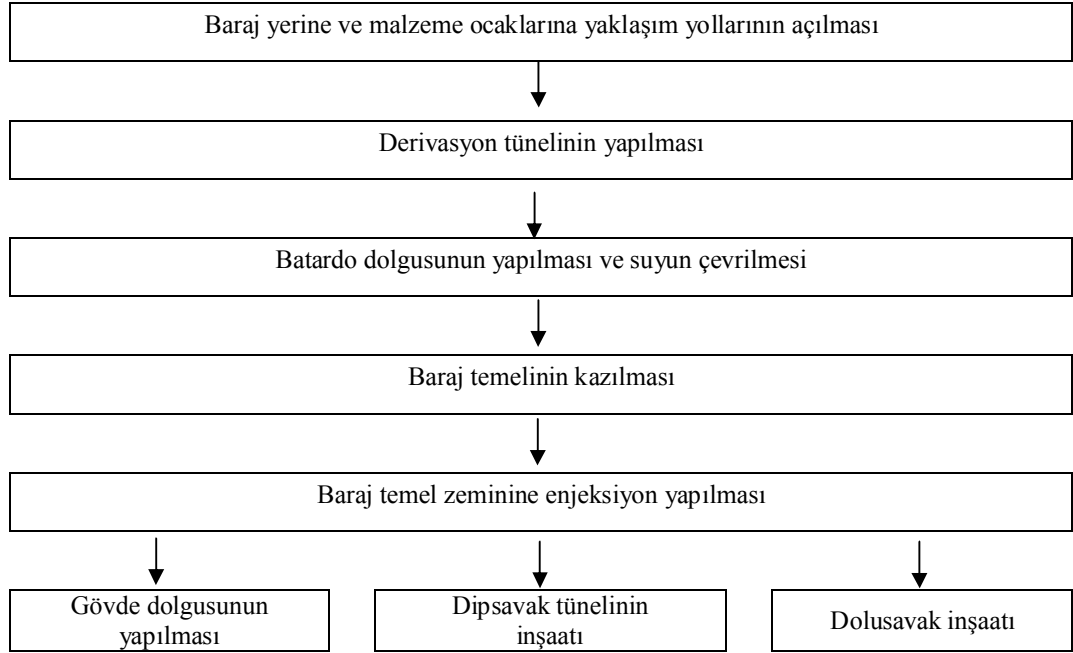 Baraj yerine ve malzeme ocaklarına yaklaşım yollarının açılması
Derivasyon tünelinin yapılması
Batardo dolgusunun yapılması ve suyun çevrilmesi
Baraj temelinin kazılması
Baraj temel zeminine enjeksiyon yapılması
Gövde dolgusunun
yapılması
Dipsavak tünelinin
inşaatı
Dolusavak inşaatı